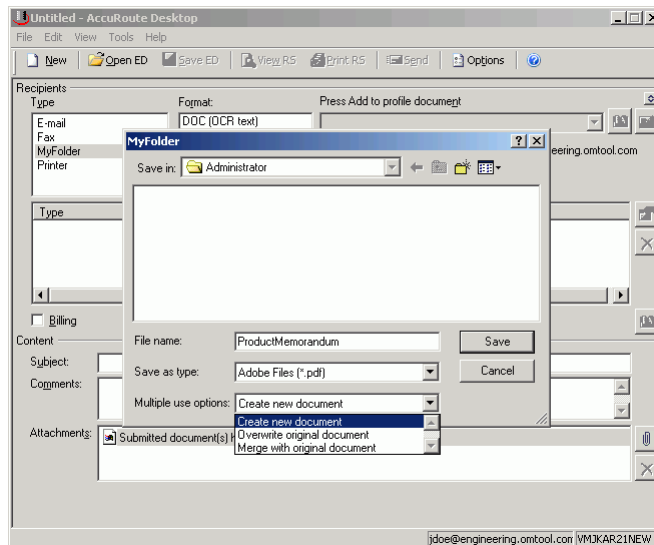 Untitled - AccuRoute Desktop
File Edit View Tools Help
New Open ED Save ED View RS Print RS Send Options
Recipients
Type Format: Press Add to profile document
E-mail DOC (OCR text)
Fax
MyFolder eering.omtool.com
Printer
MyFolder
Save in: Administrator
Type
Billing
File name: ProductMemorandum Save
Content
Save as type: Adobe Files (*.pdf) Cancel
Subject:
Comments:
Multiple use options: Create new document
Create new document
Overwrite original document
Merge with original document
Attachments: Submitted document(s) h
jdoe@engineering.omtool.com VMJKAR21NEW